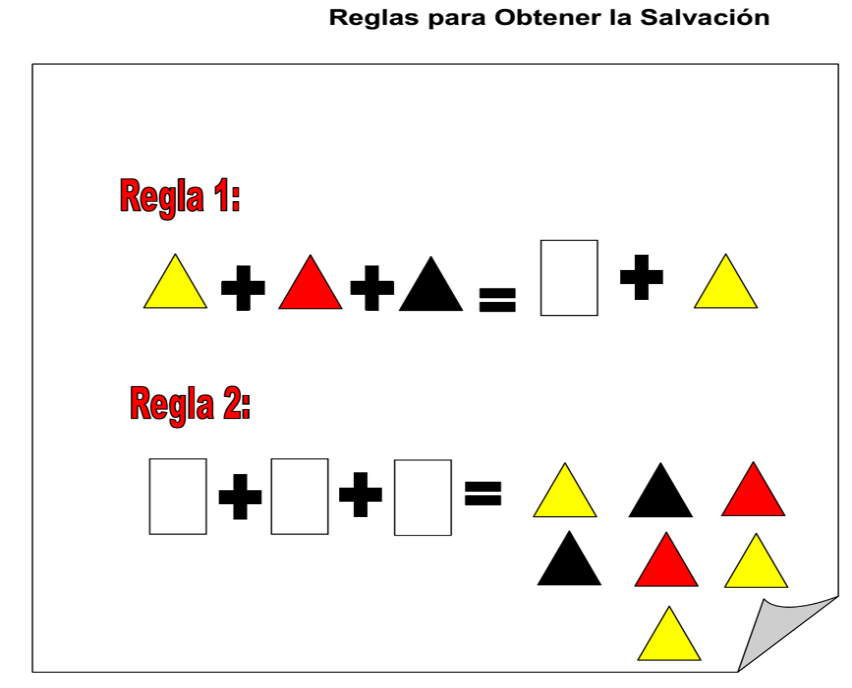 Reglas para Obtener la Salvación
Regla 1:
+ + = +
Regla 2:
+ + =